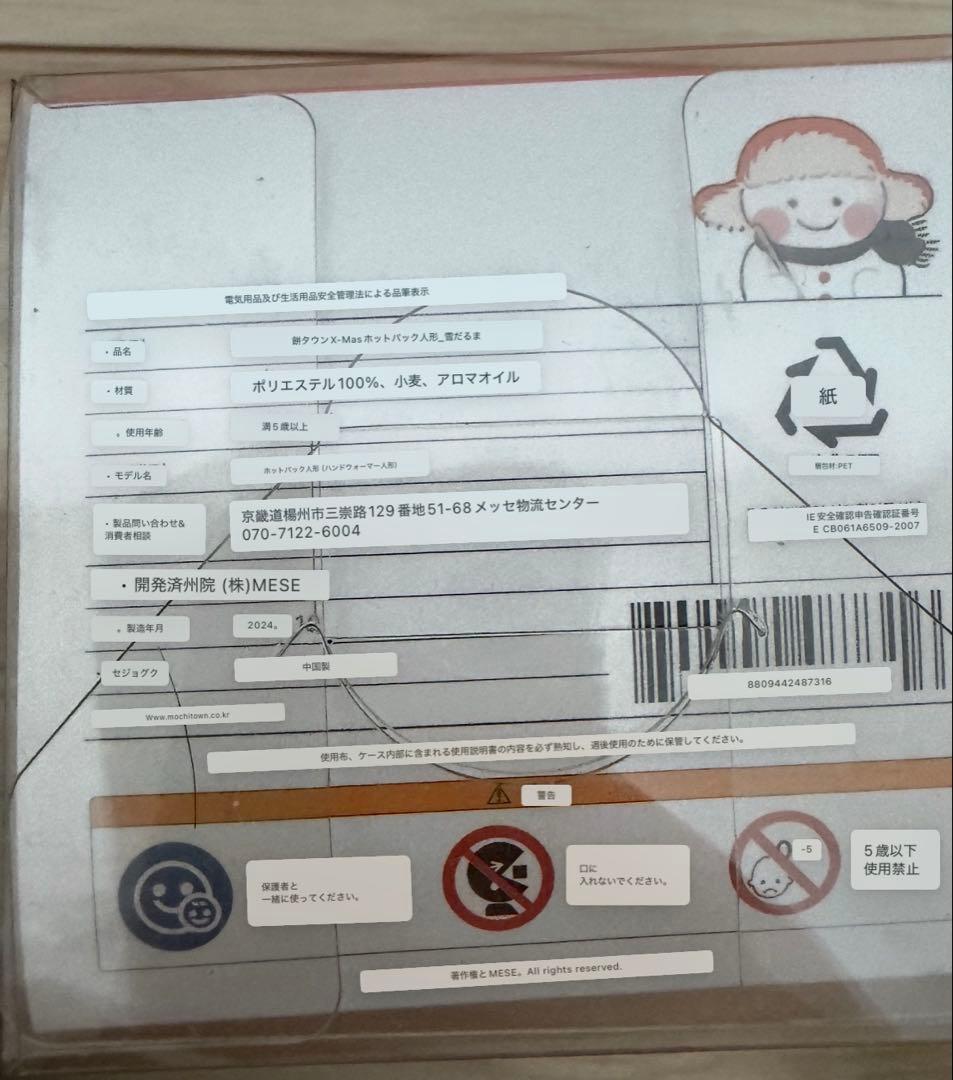 電気用品及び生活用品安全管理法による品筆表示
・品名
餅タウンX-Masホットパック人形_雪だるま
・材質
ポリエステル100%、小麦、アロマオイル
。使用年齢
満5歳以上
・モデル名
ホットパック人形 (ハンドウォーマー人形)
・製品問い合わせ&
消費者相談
京畿道楊州市三崇路129番地51-68メッセ物流センター
070-7122-6004
・開発済州院 (株)MESE
。製造年月
2024。
セジョグク
中国製
Www.mochitown.co.kr
紙
梱包材:PET
IE安全確認申告確認証番号
E CB061A6509-2007
8809442487316
使用布、ケース内部に含まれる使用説明書の内容を必ず熟知し、週後使用のために保管してください。
警告
保護者と
一緒に使ってください。
口に
入れないでください。
-5
5歳以下
使用禁止
著作権とMESE。All rights reserved.